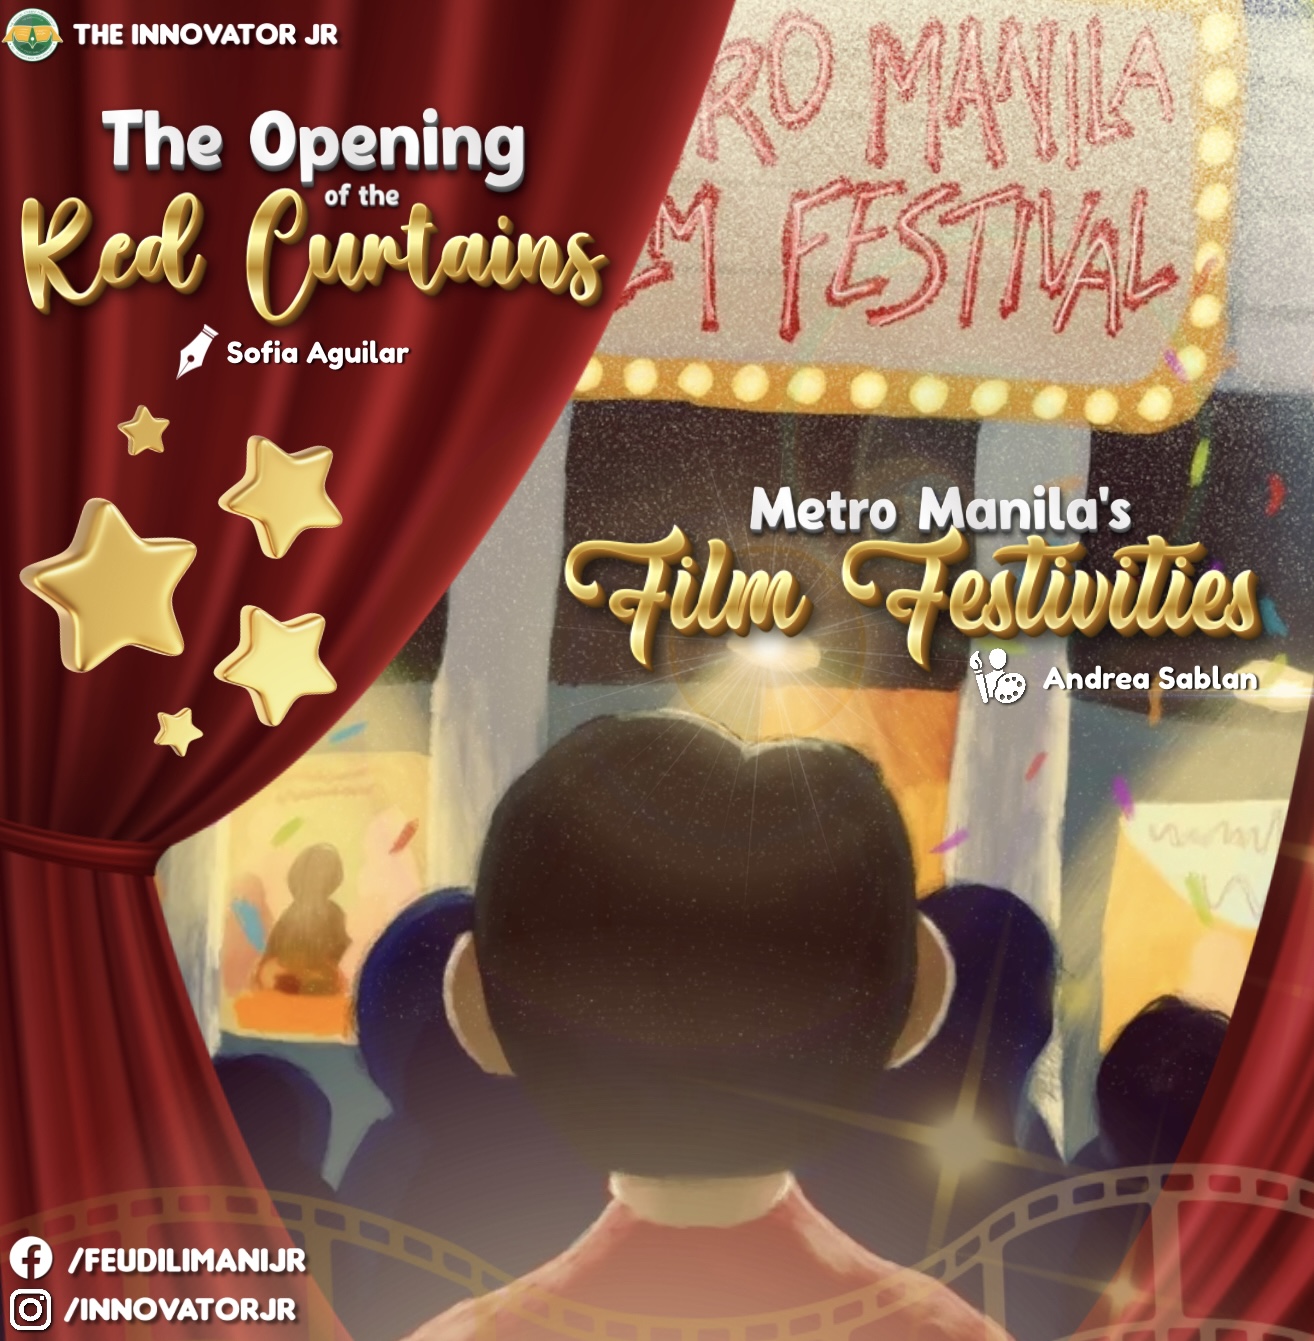 THE INNOVATOR JR
The Opening
of the
Red Curtains
Sofia Aguilar
RO MANILA
M FESTIVAL
Metro Manila's
Film Festivities
Andrea Sablan
/FEUDILIMANIJR
/INNOVATORJR